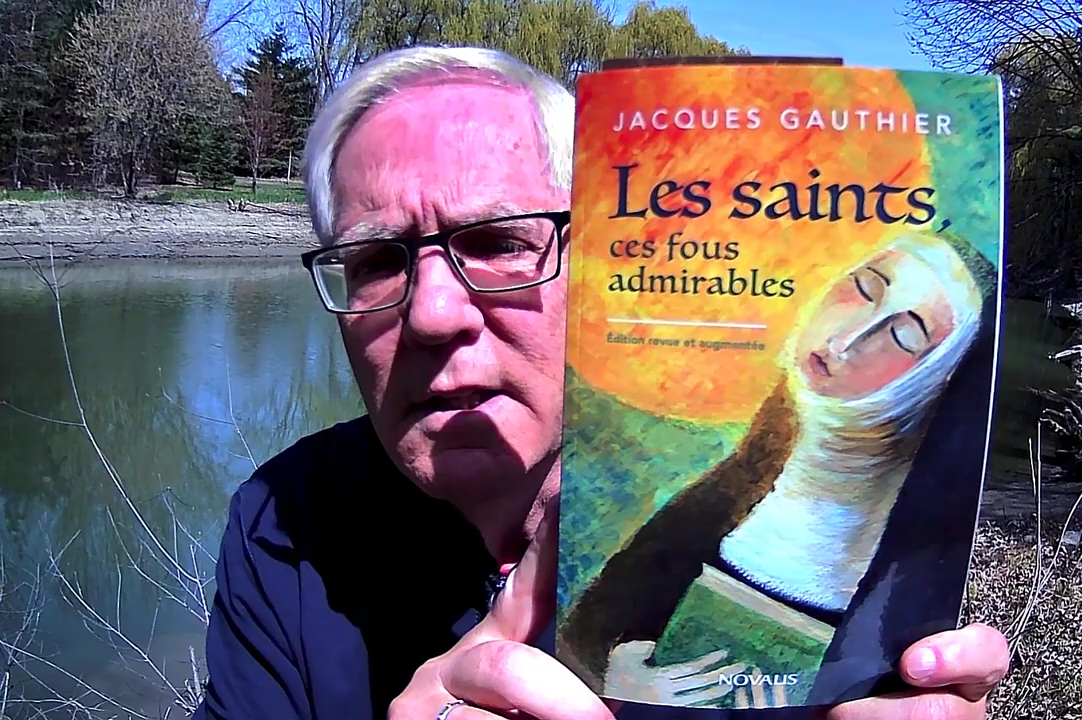 JACQUES GAUTHIER
Les saints,
ces fous
admirables
Édition revue et augmentée
NOVALIS